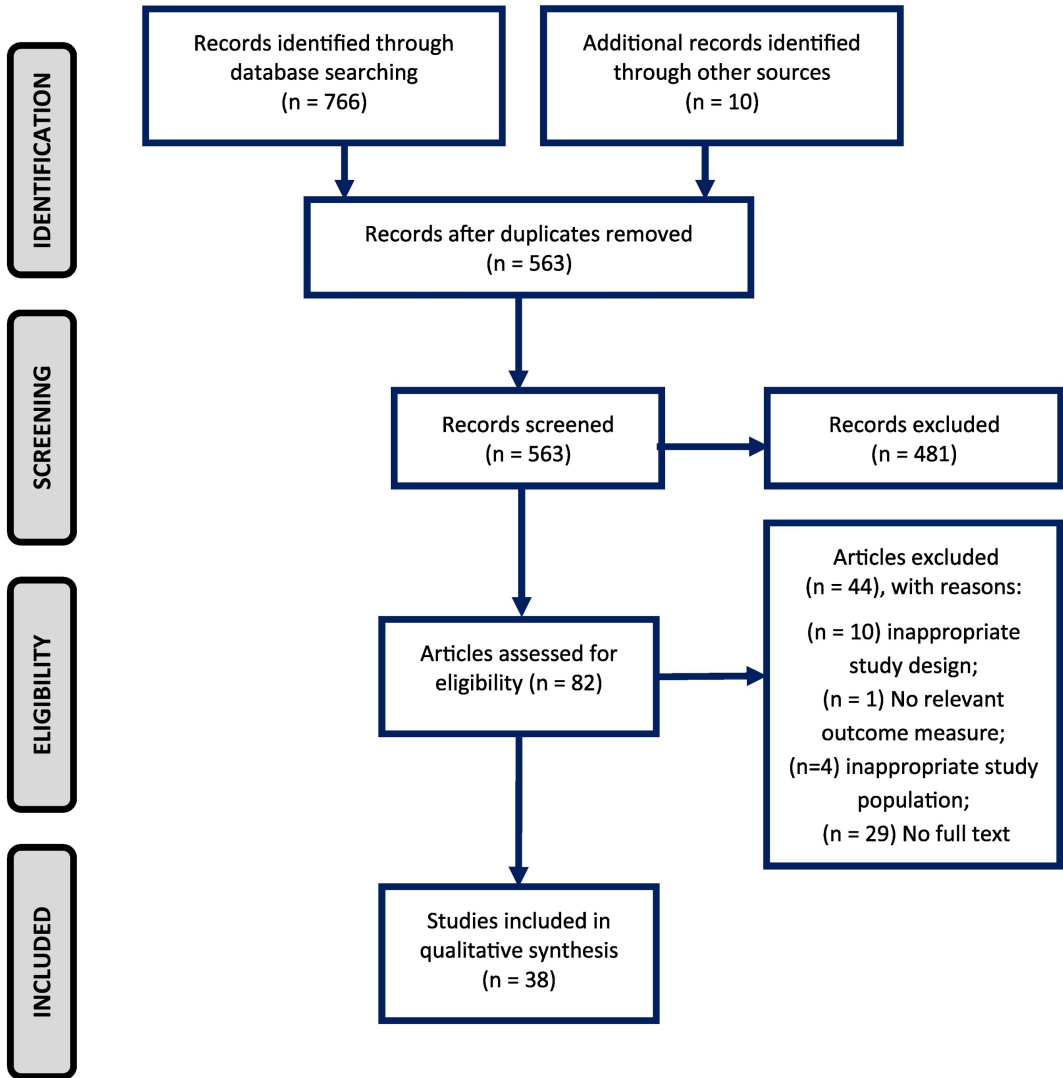 IDENTIFICATION
Records identified through
database searching
(n = 766)
Additional records identified
through other sources
(n = 10)
Records after duplicates removed
(n = 563)
SCREENING
Records screened
(n = 563)
Records excluded
(n = 481)
ELIGIBILITY
Articles assessed for
eligibility (n = 82)
Articles excluded
(n = 44), with reasons:
(n = 10) inappropriate
study design;
(n = 1) No relevant
outcome measure;
(n=4) inappropriate study
population;
(n = 29) No full text
INCLUDED
Studies included in
qualitative synthesis
(n = 38)